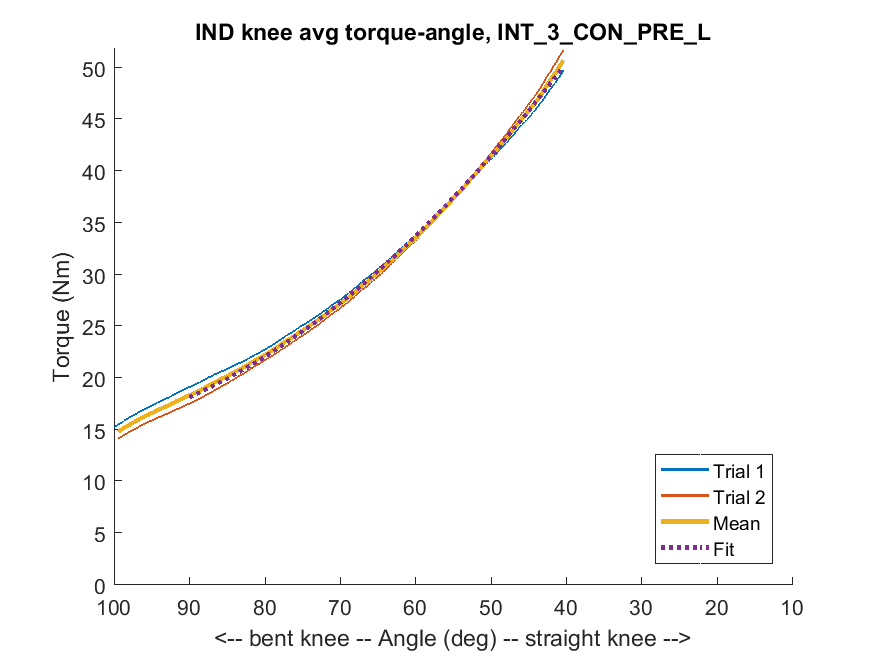 IND knee avg torque-angle, INT_3_CON_PRE_L
50
45
40
35
30
25
20
15
10
5
0
Torque (Nm)
Trial 1
Trial 2
Mean
Fit
100 90 80 70 60 50 40 30 20 10
<-- bent knee -- Angle (deg) -- straight knee -->